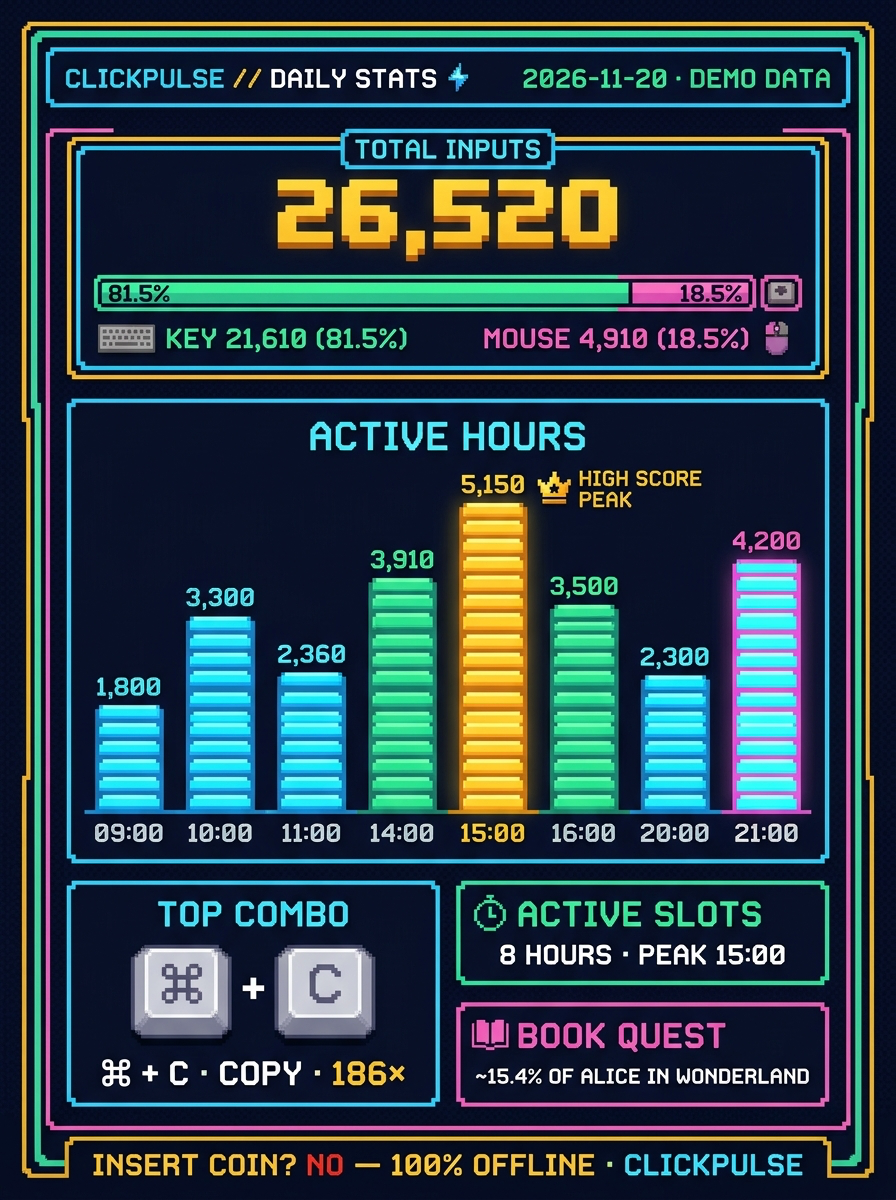 CLICKPULSE // DAILY STATS
2026-11-20 · DEMO DATA
TOTAL INPUTS
26,520
81.5% 18.5%
KEY 21,610 (81.5%)
MOUSE 4,910 (18.5%)
ACTIVE HOURS
5,150
HIGH SCORE
PEAK
4,200
3,910
3,500
3,300
2,360
2,300
1,800
09:00 10:00 11:00 14:00 15:00 16:00 20:00 21:00
TOP COMBO
⌘ + C
⌘ + C · COPY · 186×
ACTIVE SLOTS
8 HOURS · PEAK 15:00
BOOK QUEST
~15.4% OF ALICE IN WONDERLAND
INSERT COIN? NO — 100% OFFLINE · CLICKPULSE